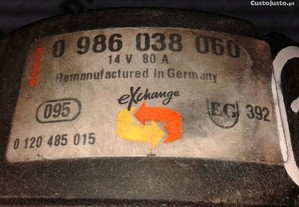 CustoJusto.pt
BOSCH
0 986 038 060
14 V 80 A
Remanufactured in Germany
eXchange
095
EG 392
0 120 485 015